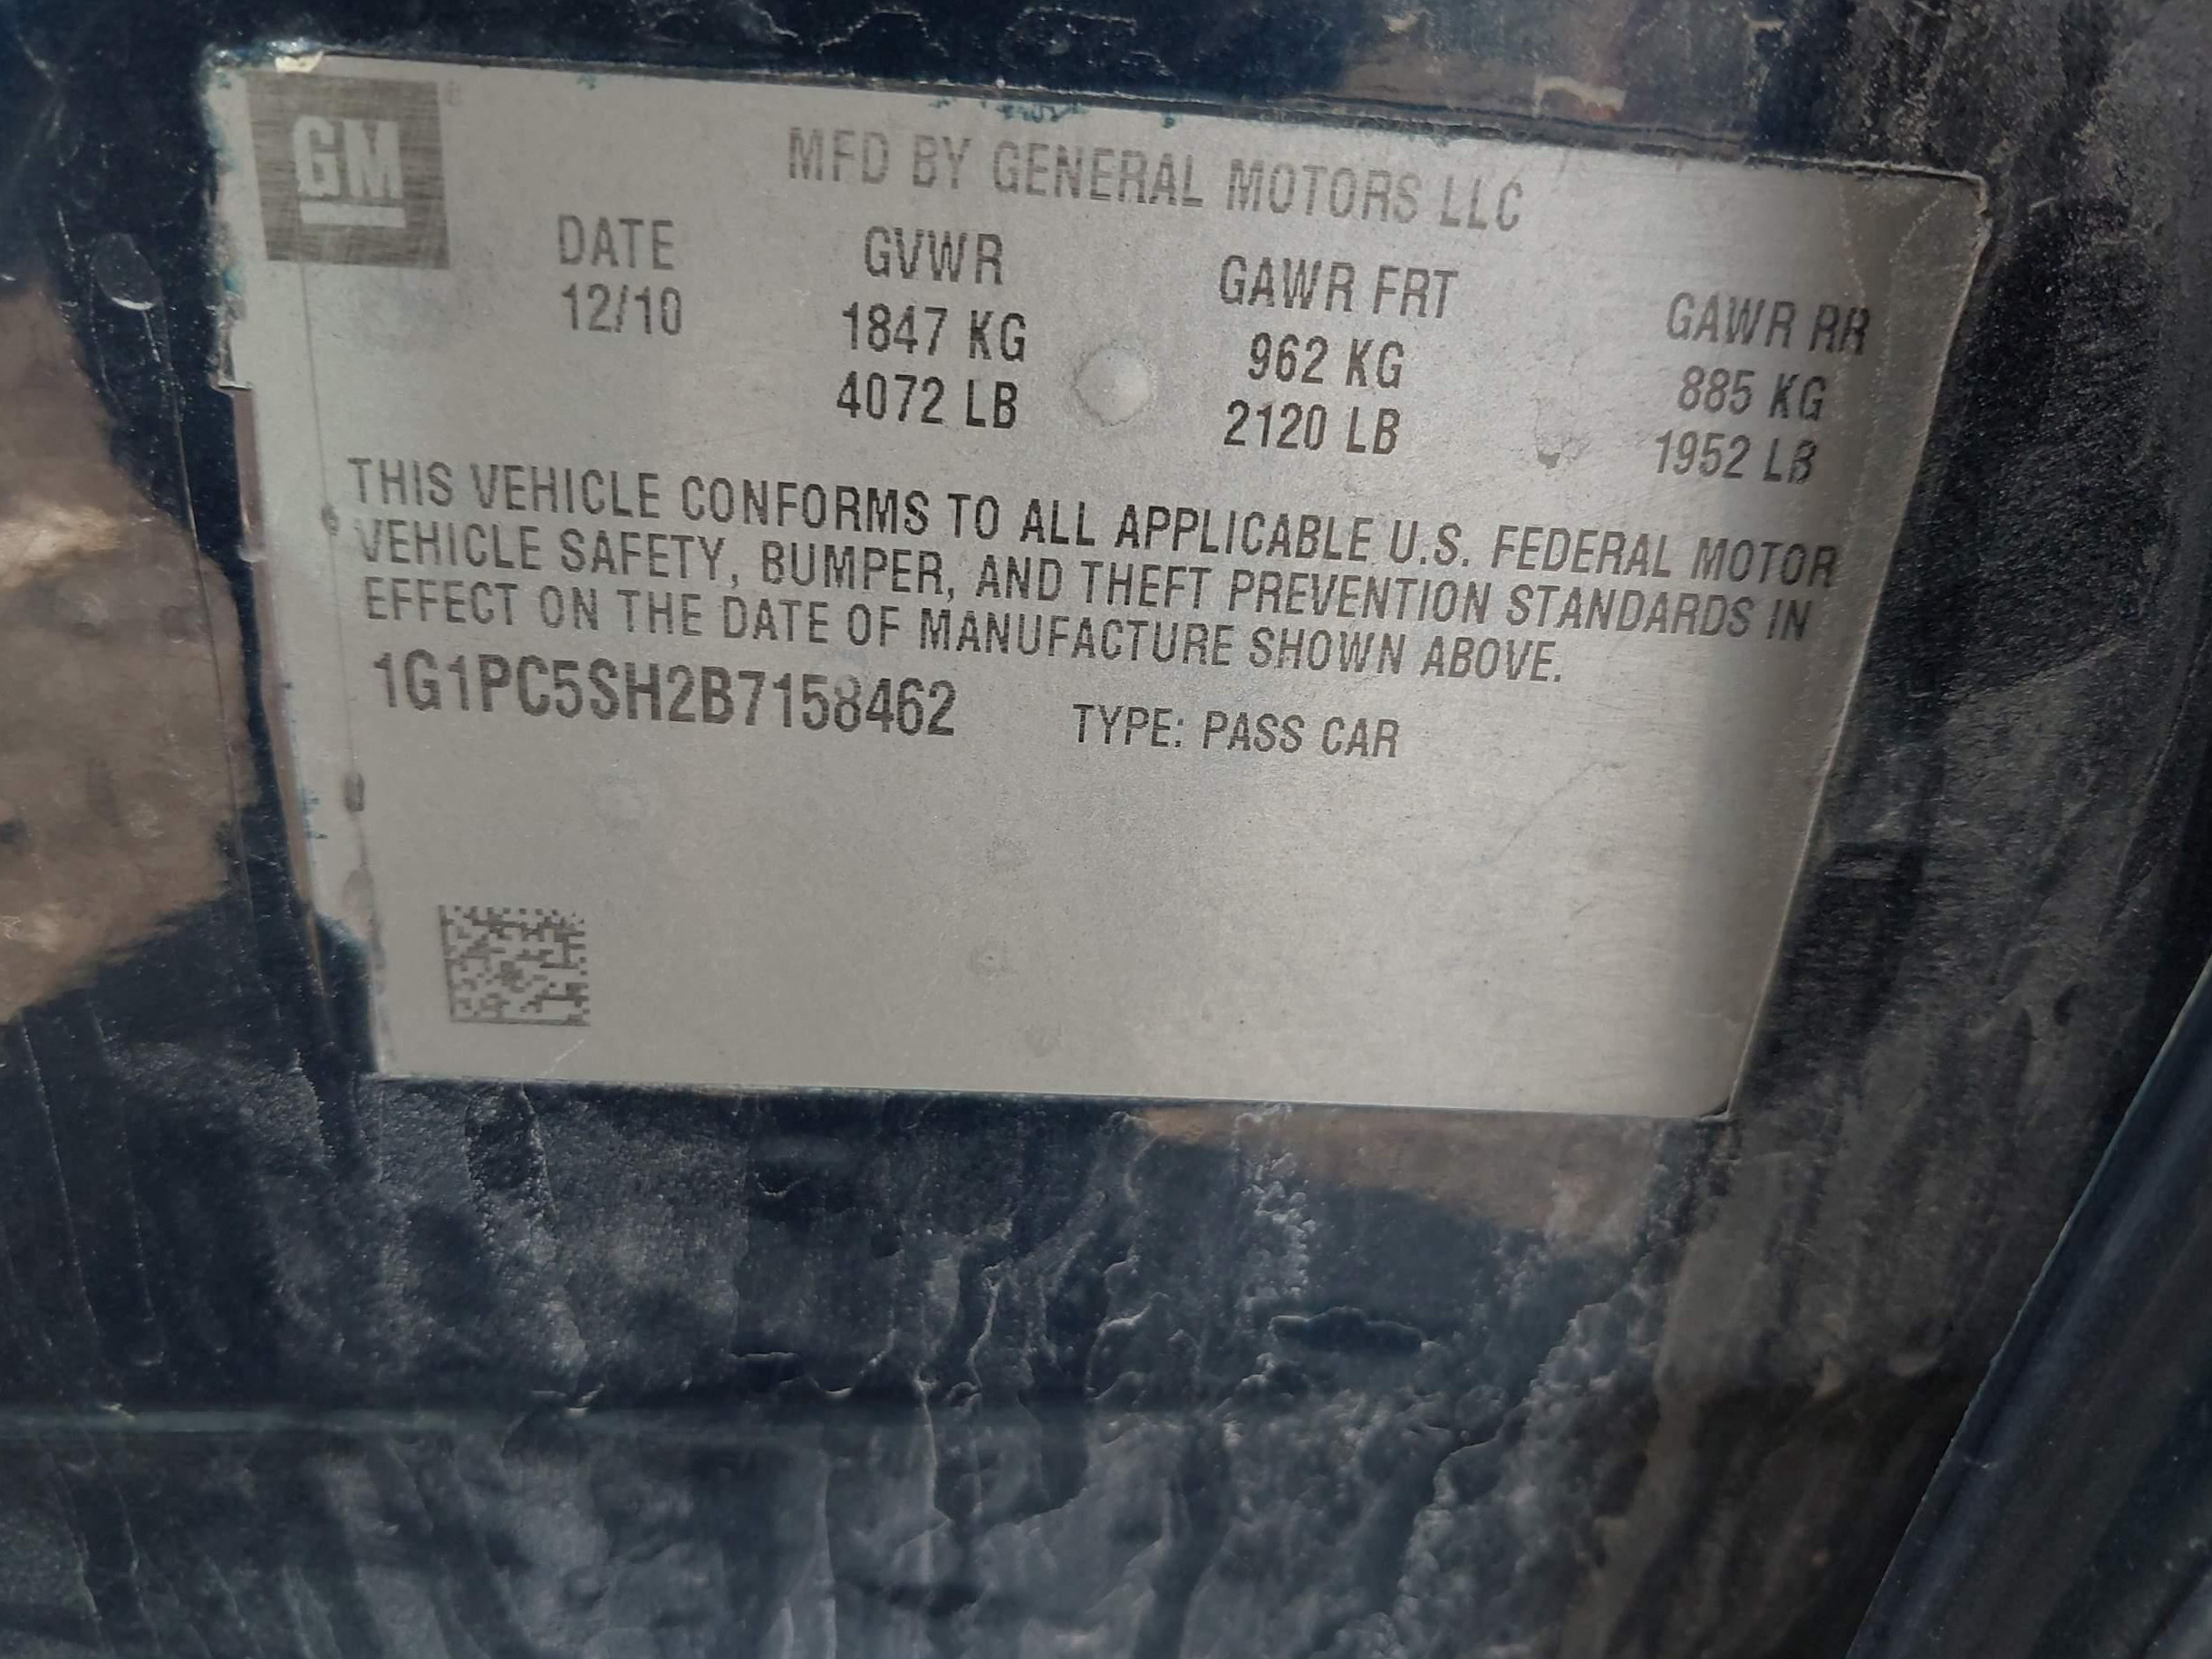 GM
MFD BY GENERAL MOTORS LLC
DATE GVWR GAWR FRT GAWR RR
12/10 1847 KG 962 KG 885 KG
4072 LB 2120 LB 1952 LB
THIS VEHICLE CONFORMS TO ALL APPLICABLE U.S. FEDERAL MOTOR
VEHICLE SAFETY, BUMPER, AND THEFT PREVENTION STANDARDS IN
EFFECT ON THE DATE OF MANUFACTURE SHOWN ABOVE.
1G1PC5SH2B7158462 TYPE: PASS CAR